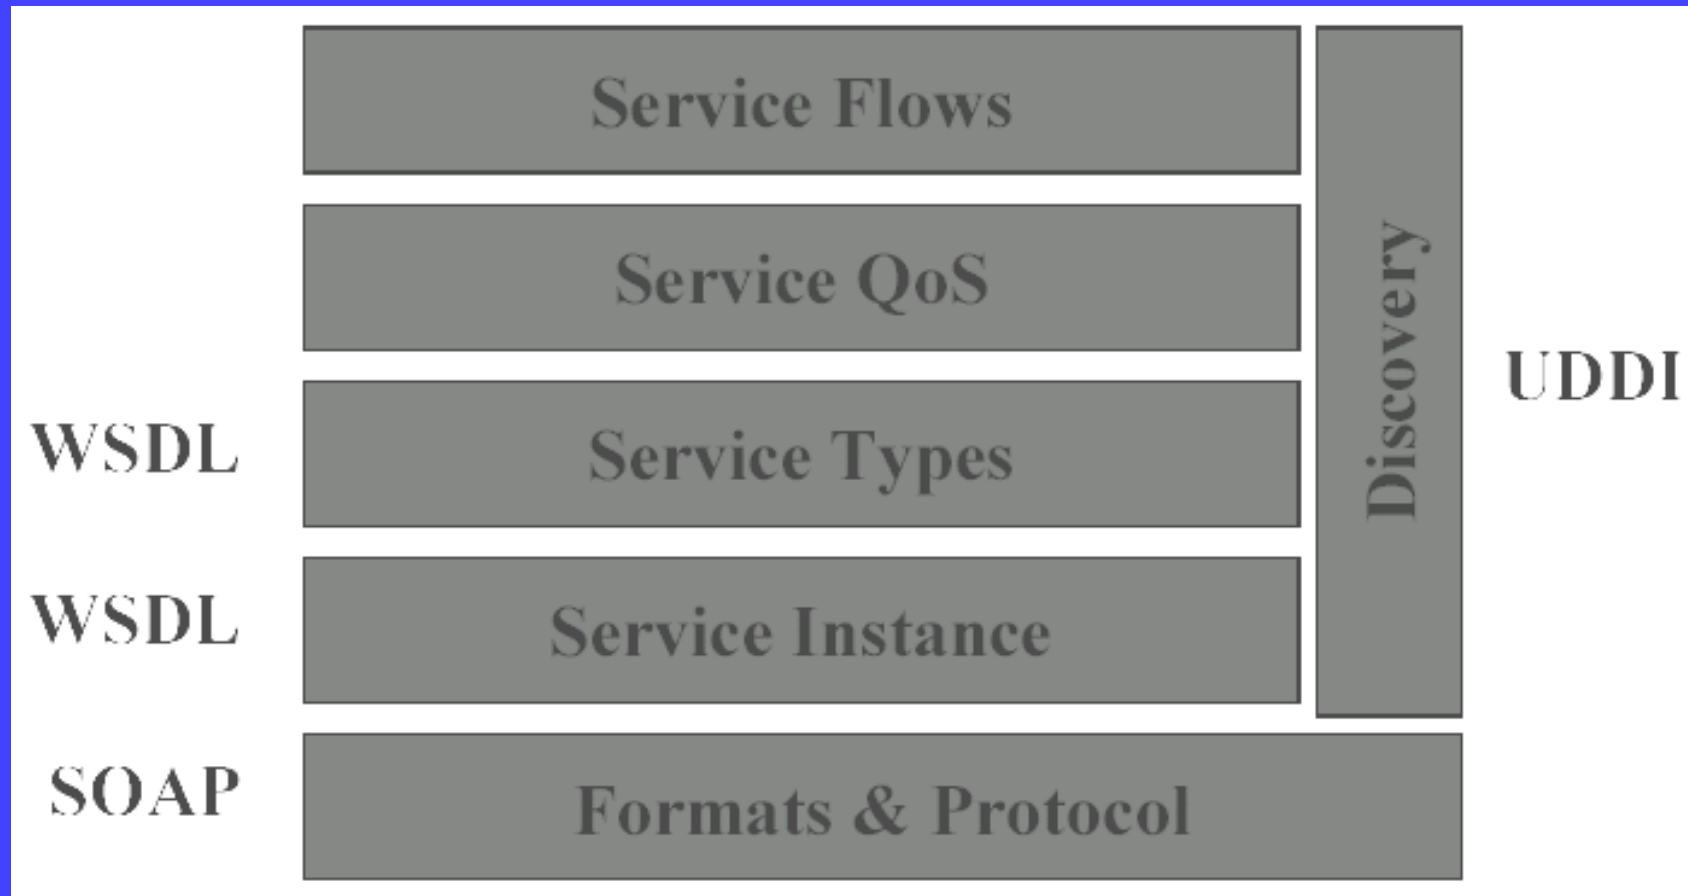 Service Flows
Service QoS
WSDL
Service Types
WSDL
Service Instance
SOAP
Formats & Protocol
Discovery
UDDI